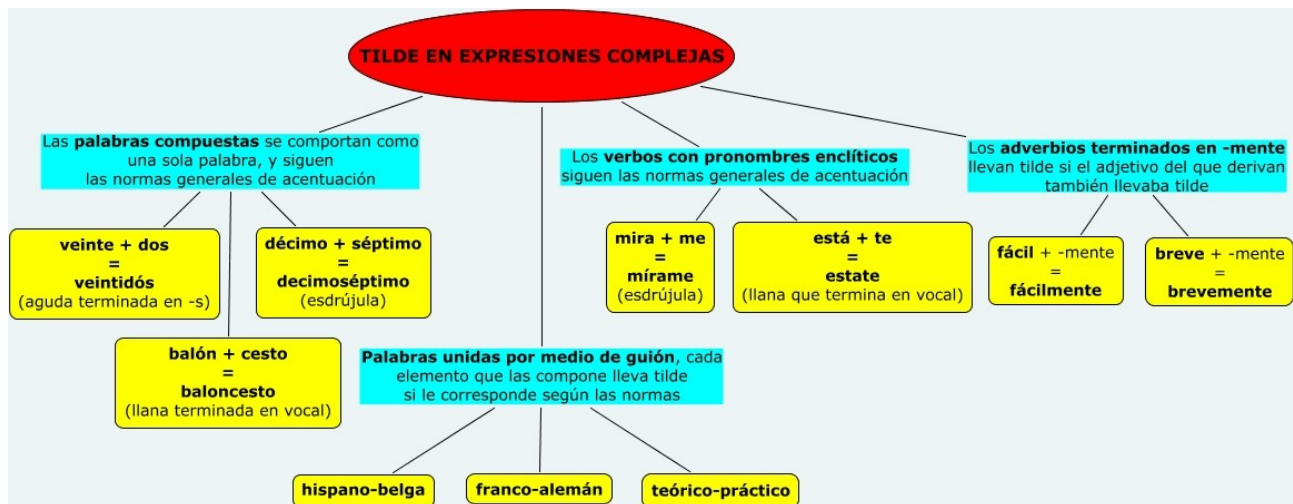 TILDE EN EXPRESIONES COMPLEJAS
Las palabras compuestas se comportan como
una sola palabra, y siguen
las normas generales de acentuación
veinte + dos
=
veintidós
(aguda terminada en -s)
décimo + séptimo
=
decimoséptimo
(esdrújula)
balón + cesto
=
baloncesto
(llana terminada en vocal)
Palabras unidas por medio de guión, cada
elemento que las compone lleva tilde
si le corresponde según las normas
hispano-belga
franco-alemán
teórico-práctico
Los verbos con pronombres enclíticos
siguen las normas generales de acentuación
mira + me
=
mírame
(esdrújula)
está + te
=
estate
(llana que termina en vocal)
Los adverbios terminados en -mente
llevan tilde si el adjetivo del que derivan
también llevaba tilde
fácil + -mente
=
fácilmente
breve + -mente
=
brevemente